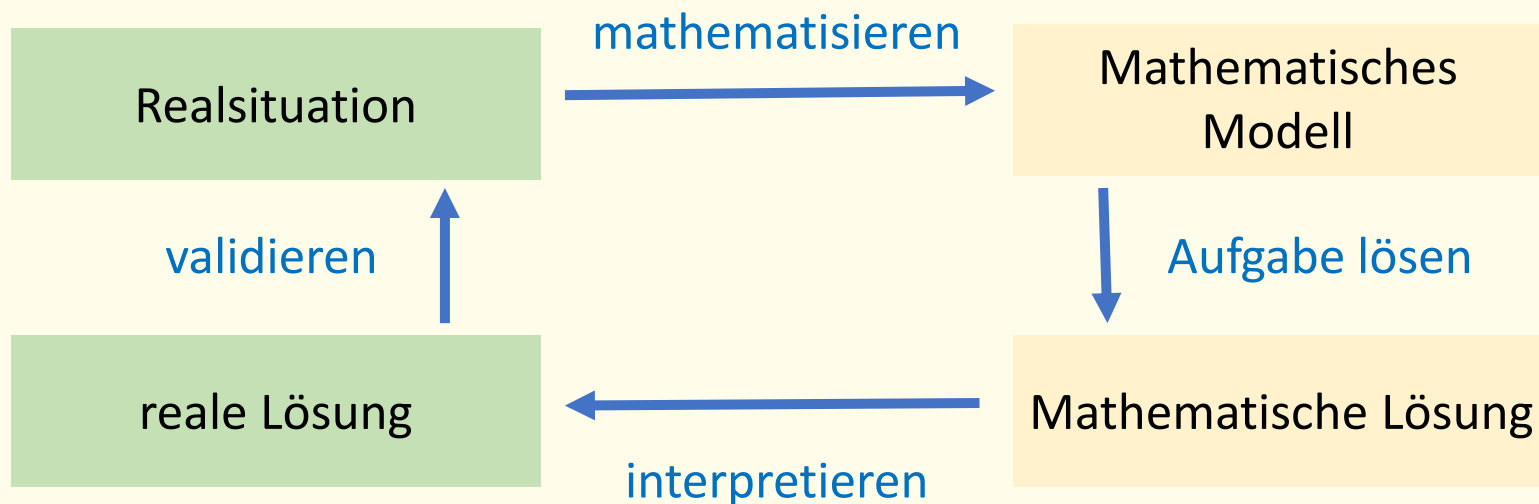 mathematisieren
Realsituation
Mathematisches
Modell
validieren
Aufgabe lösen
reale Lösung
Mathematische Lösung
interpretieren